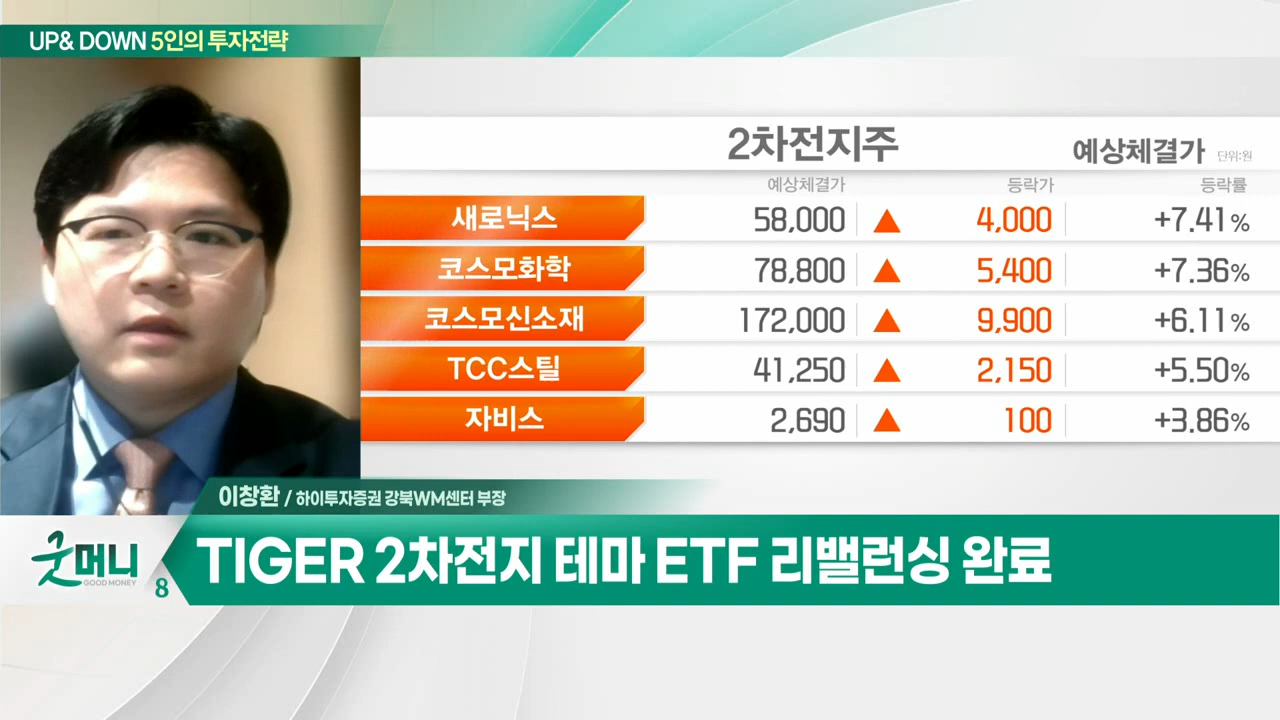 UP& DOWN 5인의 투자전략
2차전지주
예상체결가 단위:원
예상체결가 등락가 등락률
새로닉스 58,000 ▲ 4,000 +7.41%
코스모화학 78,800 ▲ 5,400 +7.36%
코스모신소재 172,000 ▲ 9,900 +6.11%
TCC스틸 41,250 ▲ 2,150 +5.50%
자비스 2,690 ▲ 100 +3.86%
이창환 / 하이투자증권 강북WM센터 부장
굿머니
GOOD MONEY
8
TIGER 2차전지 테마 ETF 리밸런싱 완료